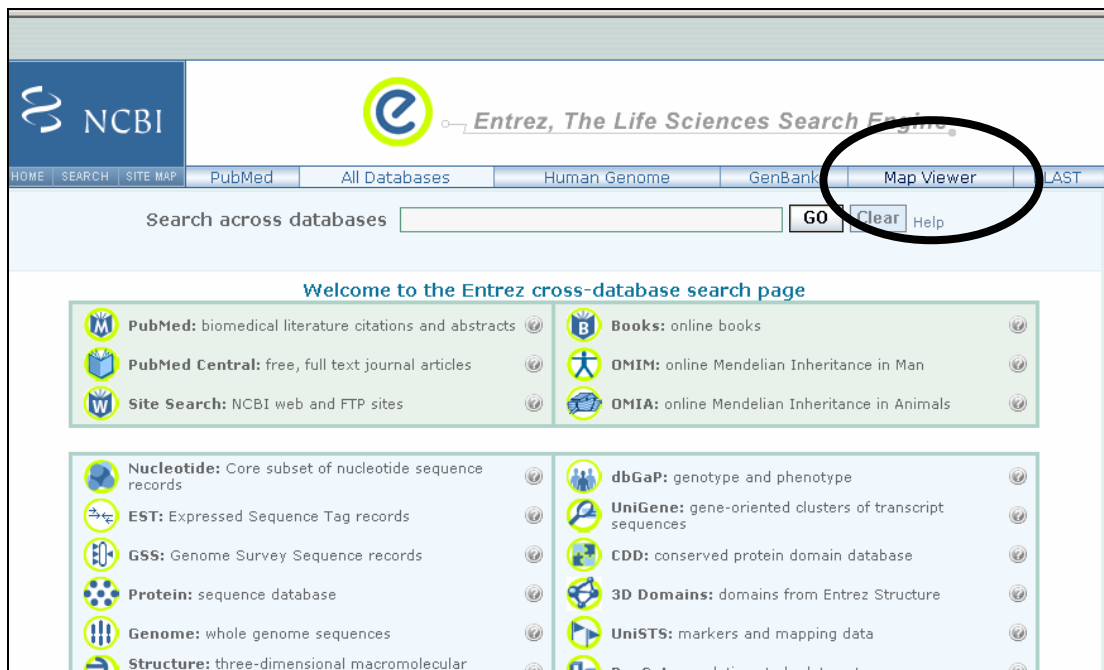 NCBI
Entrez, The Life Sciences Search Engine
HOME SEARCH SITE MAP PubMed All Databases Human Genome GenBank Map Viewer LAST
Search across databases GO Clear Help
Welcome to the Entrez cross-database search page
PubMed: biomedical literature citations and abstracts
Books: online books
PubMed Central: free, full text journal articles
OMIM: online Mendelian Inheritance in Man
Site Search: NCBI web and FTP sites
OMIA: online Mendelian Inheritance in Animals
Nucleotide: Core subset of nucleotide sequence
records
dbGaP: genotype and phenotype
EST: Expressed Sequence Tag records
UniGene: gene-oriented clusters of transcript
sequences
GSS: Genome Survey Sequence records
CDD: conserved protein domain database
Protein: sequence database
3D Domains: domains from Entrez Structure
Genome: whole genome sequences
UniSTS: markers and mapping data
Structure: three-dimensional macromolecular